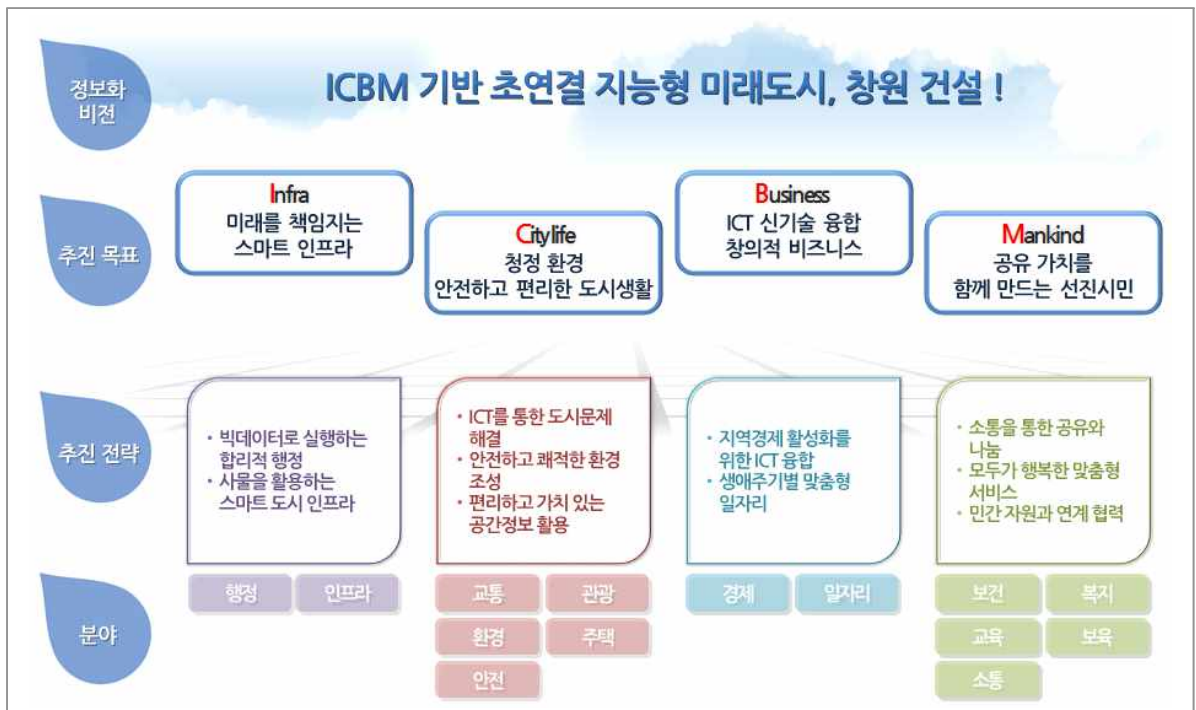 정보화
비전
ICBM 기반 초연결 지능형 미래도시, 창원 건설 !
추진 목표
Infra
미래를 책임지는
스마트 인프라
Citylife
청정 환경
안전하고 편리한 도시생활
Business
ICT 신기술 융합
창의적 비즈니스
Mankind
공유 가치를
함께 만드는 선진시민
추진 전략
• 빅데이터로 실행하는
합리적 행정
• 사물을 활용하는
스마트 도시 인프라
• ICT를 통한 도시문제
해결
• 안전하고 쾌적한 환경
조성
• 편리하고 가치 있는
공간정보 활용
• 지역경제 활성화를
위한 ICT 융합
• 생애주기별 맞춤형
일자리
• 소통을 통한 공유와
나눔
• 모두가 행복한 맞춤형
서비스
• 민간 자원과 연계 협력
분야
행정 인프라
교통 관광
환경 주택
안전
경제 일자리
보건 복지
교육 보육
소통